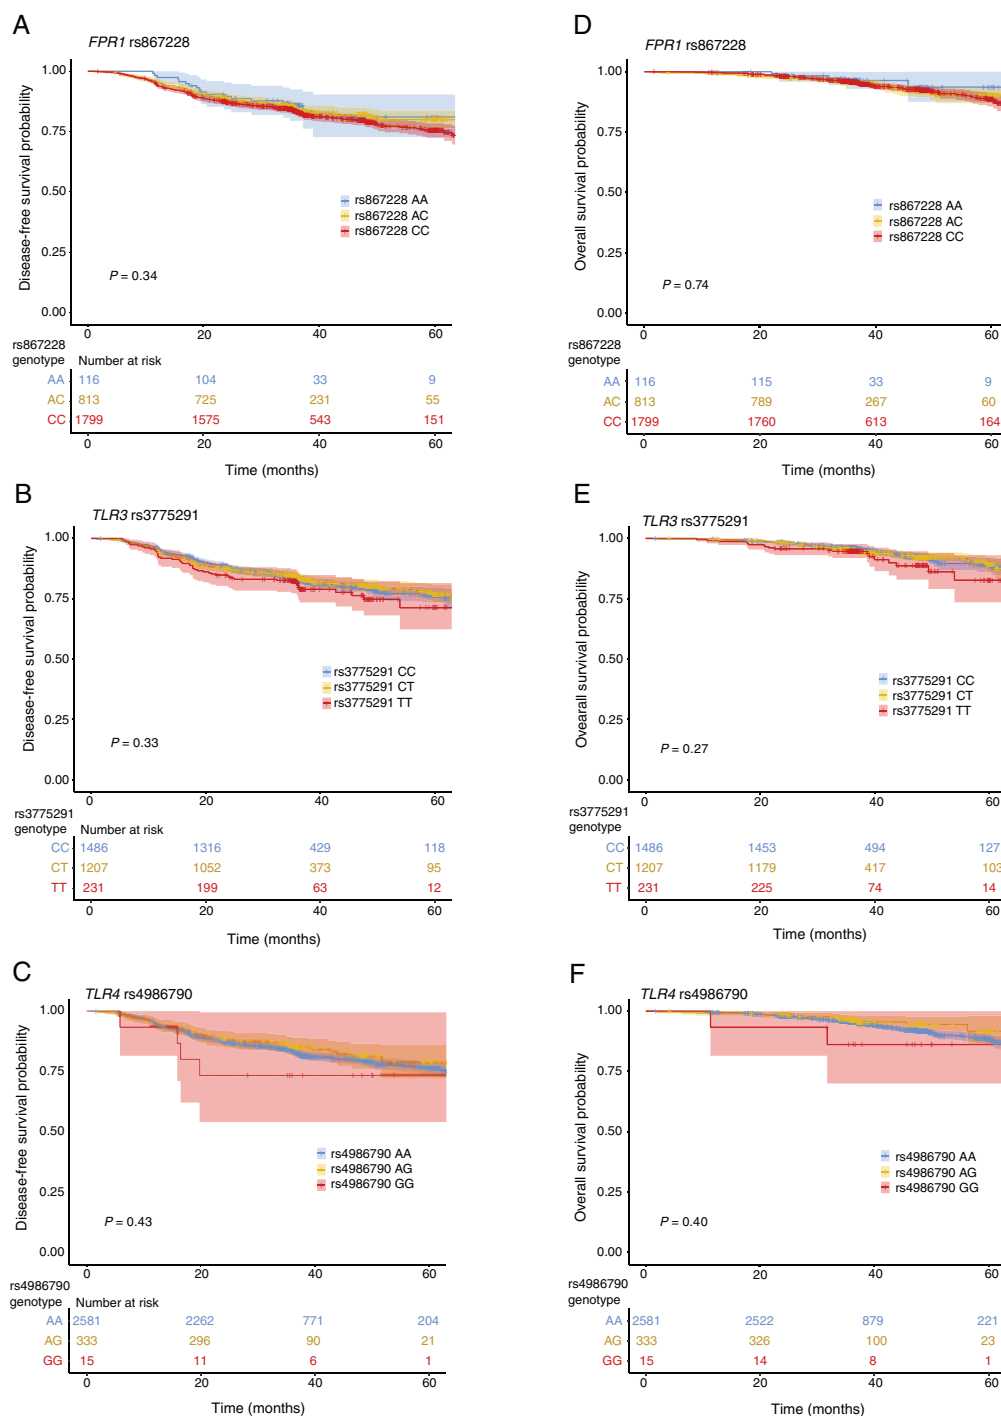 A
FPR1 rs867228
Disease-free survival probability
1.00
0.75
0.50
0.25
0.00
rs867228 AA
rs867228 AC
rs867228 CC
P = 0.34
0 20 40 60
rs867228
genotype
Number at risk
AA 116 104 33 9
AC 813 725 231 55
CC 1799 1575 543 151
0 20 40 60
Time (months)
D
FPR1 rs867228
Overall survival probability
1.00
0.75
0.50
0.25
0.00
rs867228 AA
rs867228 AC
rs867228 CC
P = 0.74
0 20 40 60
rs867228
genotype
AA 116 115 33 9
AC 813 789 267 60
CC 1799 1760 613 164
0 20 40 60
Time (months)
B
TLR3 rs3775291
Disease-free survival probability
1.00
0.75
0.50
0.25
0.00
rs3775291 CC
rs3775291 CT
rs3775291 TT
P = 0.33
0 20 40 60
rs3775291
genotype
Number at risk
CC 1486 1316 429 118
CT 1207 1052 373 95
TT 231 199 63 12
0 20 40 60
Time (months)
E
TLR3 rs3775291
Ovearall survival probability
1.00
0.75
0.50
0.25
0.00
rs3775291 CC
rs3775291 CT
rs3775291 TT
P = 0.27
0 20 40 60
rs3775291
genotype
CC 1486 1453 494 127
CT 1207 1179 417 103
TT 231 225 74 14
0 20 40 60
Time (months)
C
TLR4 rs4986790
Disease-free survival probability
1.00
0.75
0.50
0.25
0.00
rs4986790 AA
rs4986790 AG
rs4986790 GG
P = 0.43
0 20 40 60
rs4986790
genotype
Number at risk
AA 2581 2262 771 204
AG 333 296 90 21
GG 15 11 6 1
0 20 40 60
Time (months)
F
TLR4 rs4986790
Overall survival probability
1.00
0.75
0.50
0.25
0.00
rs4986790 AA
rs4986790 AG
rs4986790 GG
P = 0.40
0 20 40 60
rs4986790
genotype
AA 2581 2522 879 221
AG 333 326 100 23
GG 15 14 8 1
0 20 40 60
Time (months)